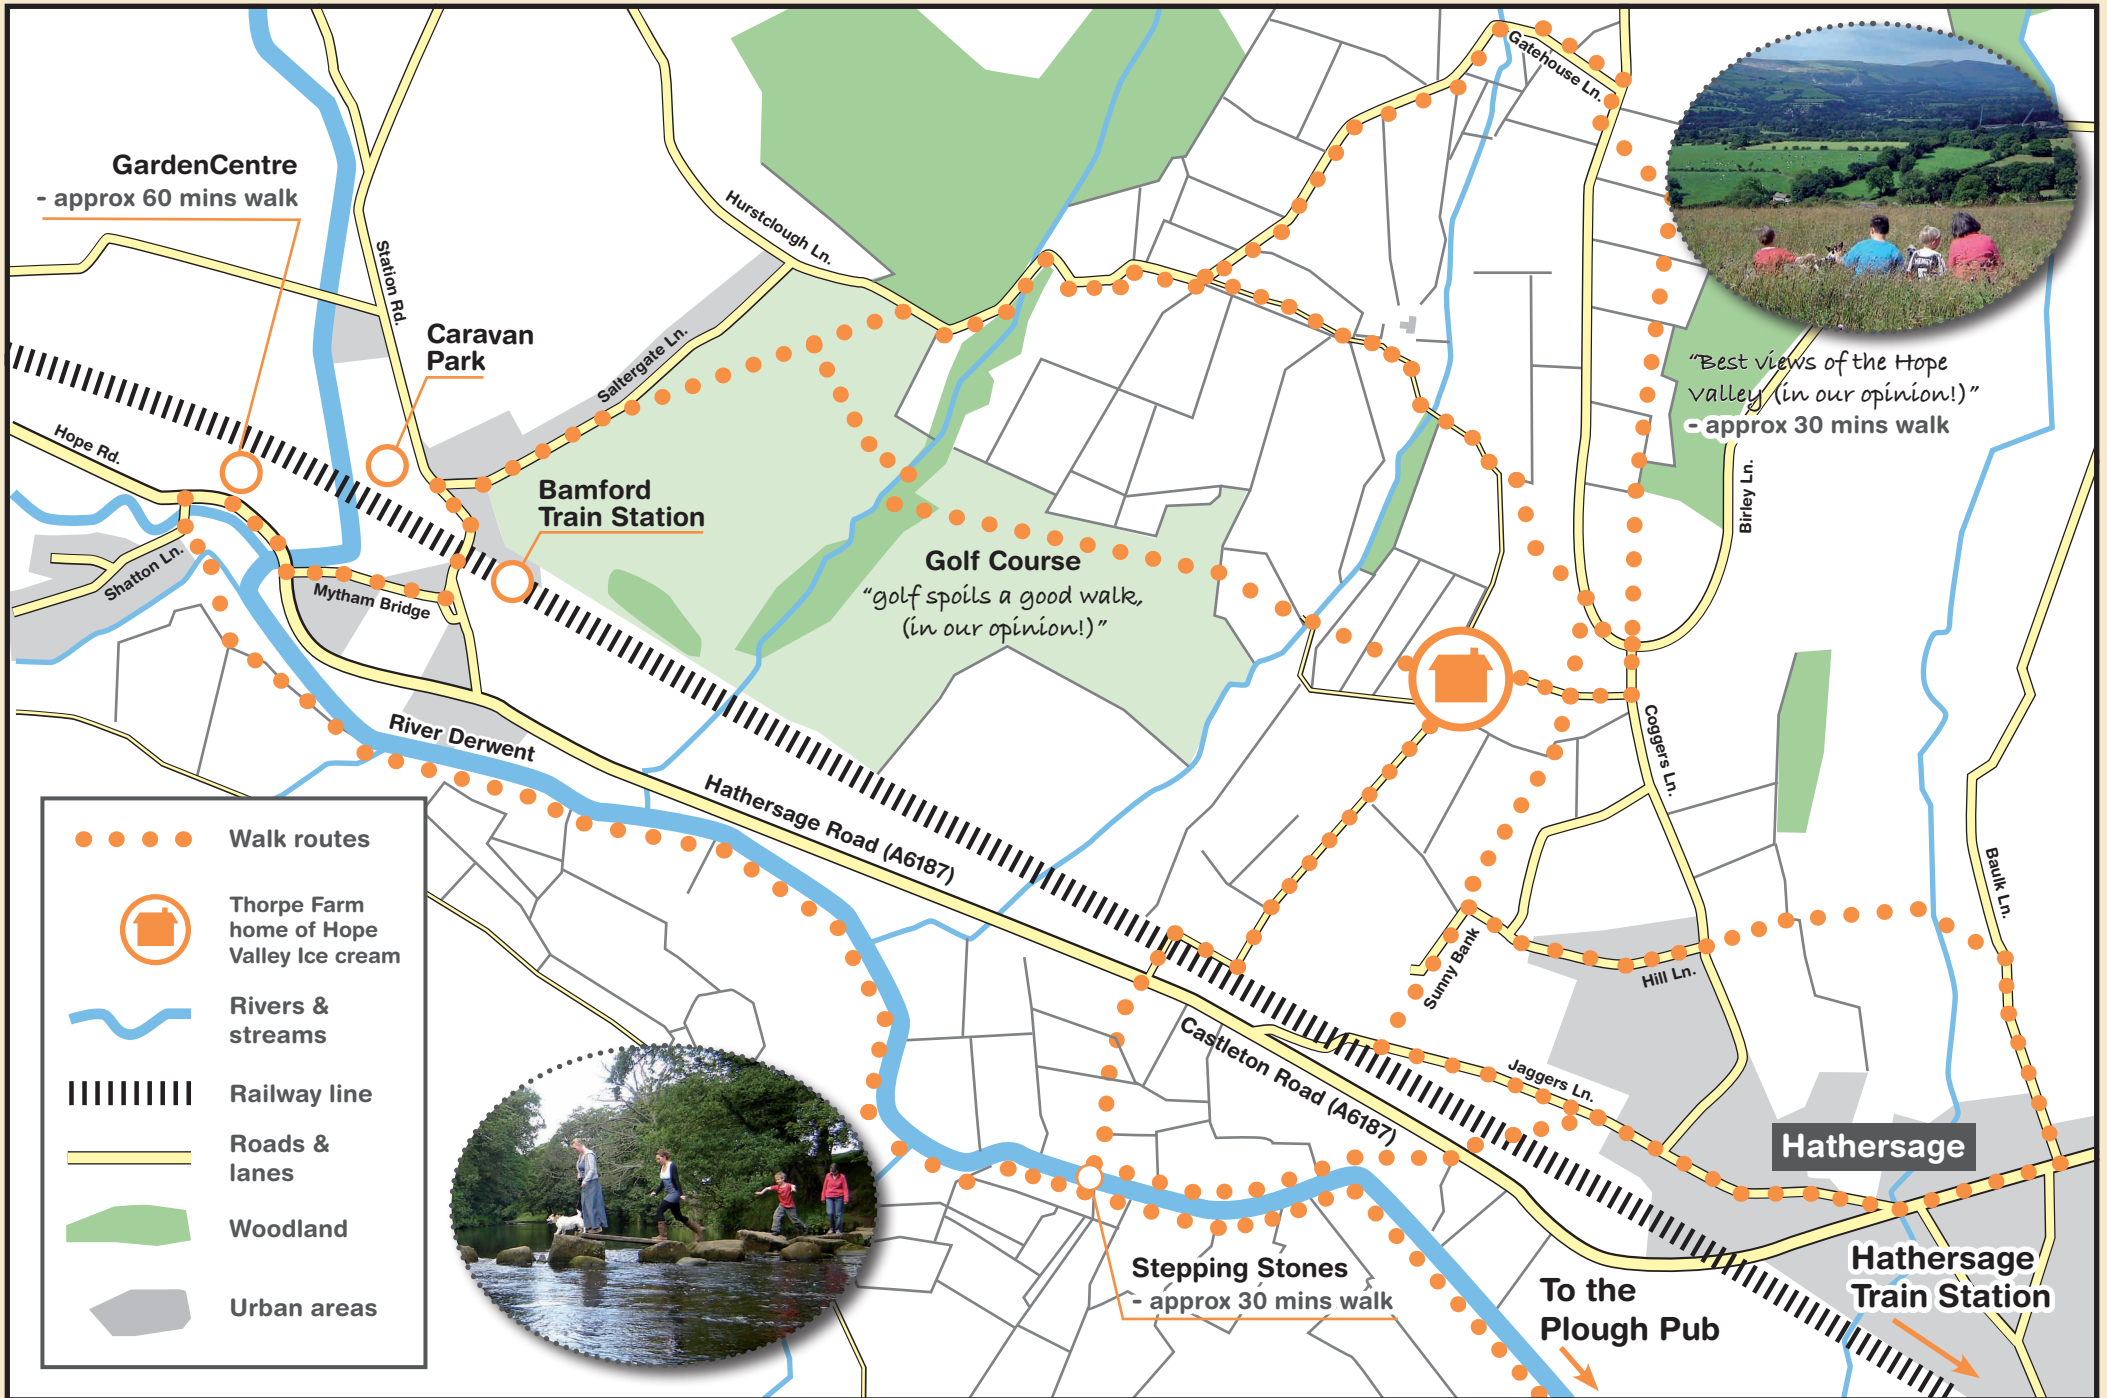 GardenCentre
- approx 60 mins walk
Station Rd.
Hurstclough Ln.
Gatehouse Ln.
Caravan
Park
Saltergate Ln.
"Best views of the Hope
Valley (in our opinion!)"
- approx 30 mins walk
Birley Ln.
Hope Rd.
Bamford
Train Station
Golf Course
"golf spoils a good walk,
(in our opinion!)"
Shatton Ln.
Mytham Bridge
River Derwent
Hathersage Road (A6187)
Coggers Ln.
Baulk Ln.
Sunny Bank
Hill Ln.
Castleton Road (A6187)
Jaggers Ln.
Hathersage
Stepping Stones
- approx 30 mins walk
To the
Plough Pub
Hathersage
Train Station
Walk routes
Thorpe Farm
home of Hope
Valley Ice cream
Rivers &
streams
Railway line
Roads &
lanes
Woodland
Urban areas